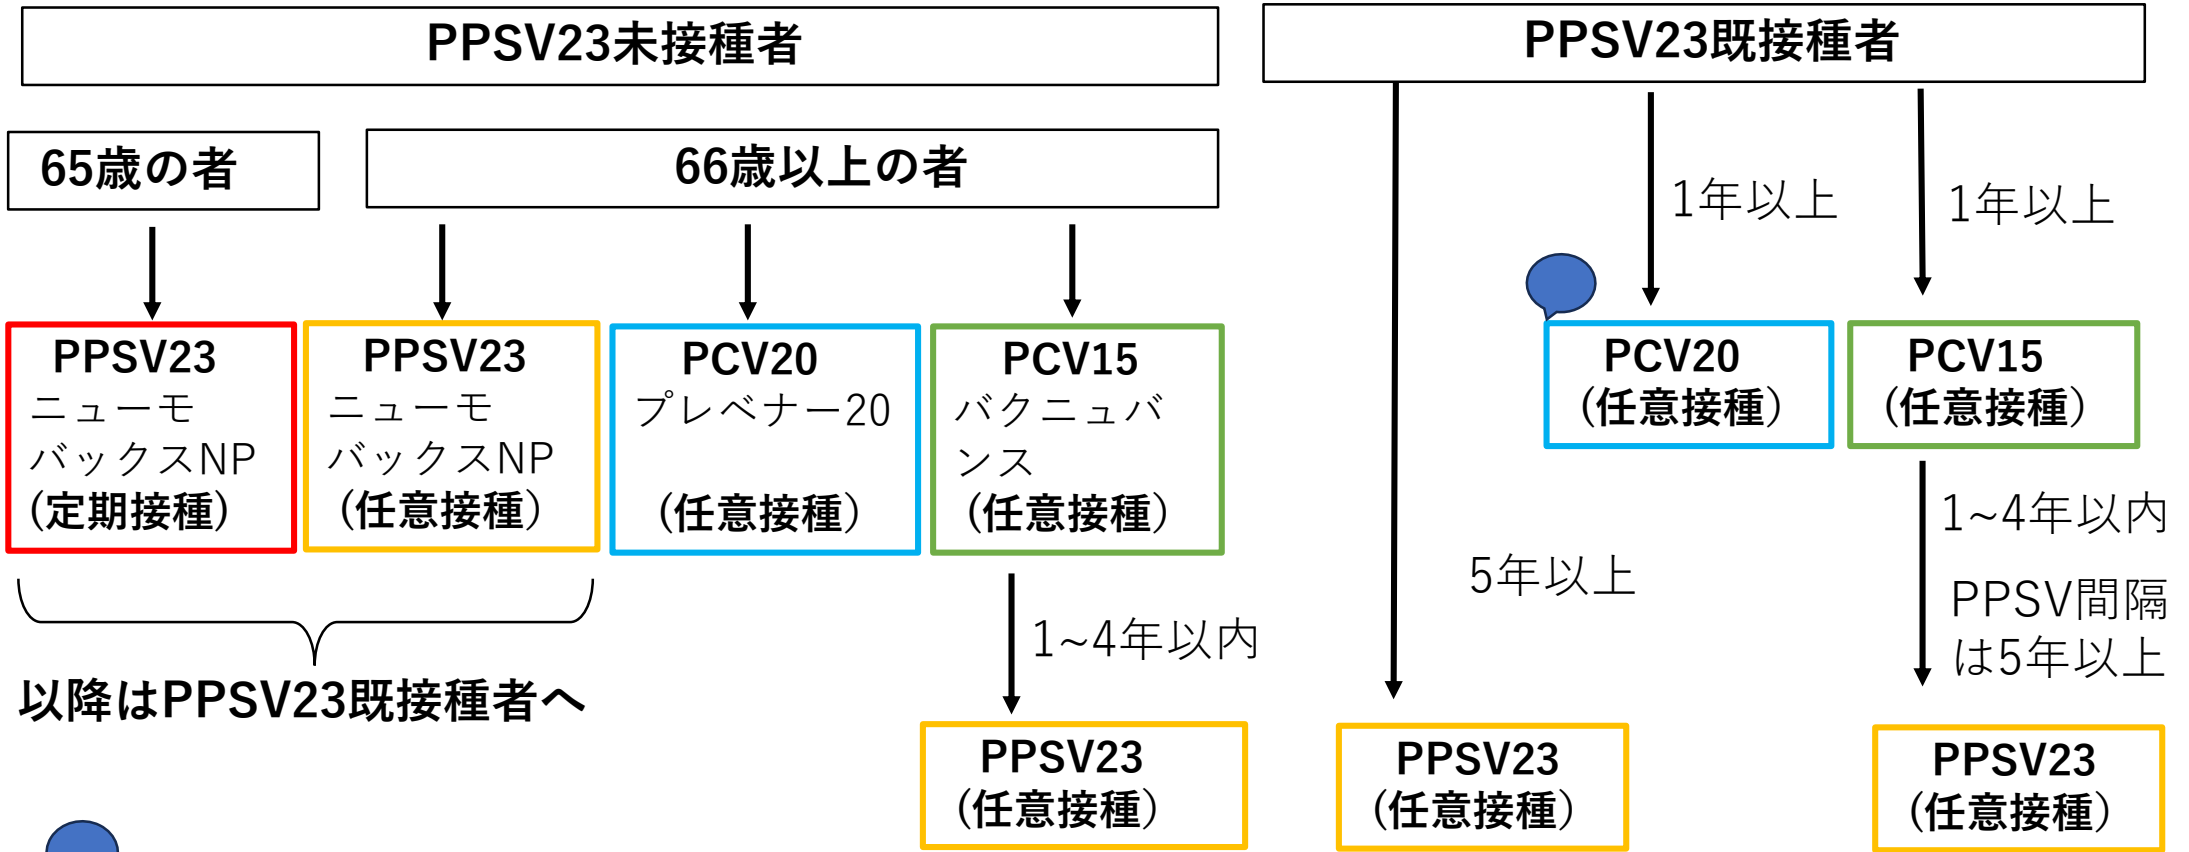 PPSV23未接種者
65歳の者
66歳以上の者
PPSV23
ニューモ
バックスNP
(定期接種)
PPSV23
ニューモ
バックスNP
(任意接種)
PCV20
プレベナー20
(任意接種)
PCV15
バクニュバ
ンス
(任意接種)
以降はPPSV23既接種者へ
1~4年以内
PPSV23
(任意接種)
PPSV23既接種者
5年以上
PPSV23
(任意接種)
1年以上
PCV20
(任意接種)
1年以上
PCV15
(任意接種)
1~4年以内
PPSV間隔
は5年以上
PPSV23
(任意接種)